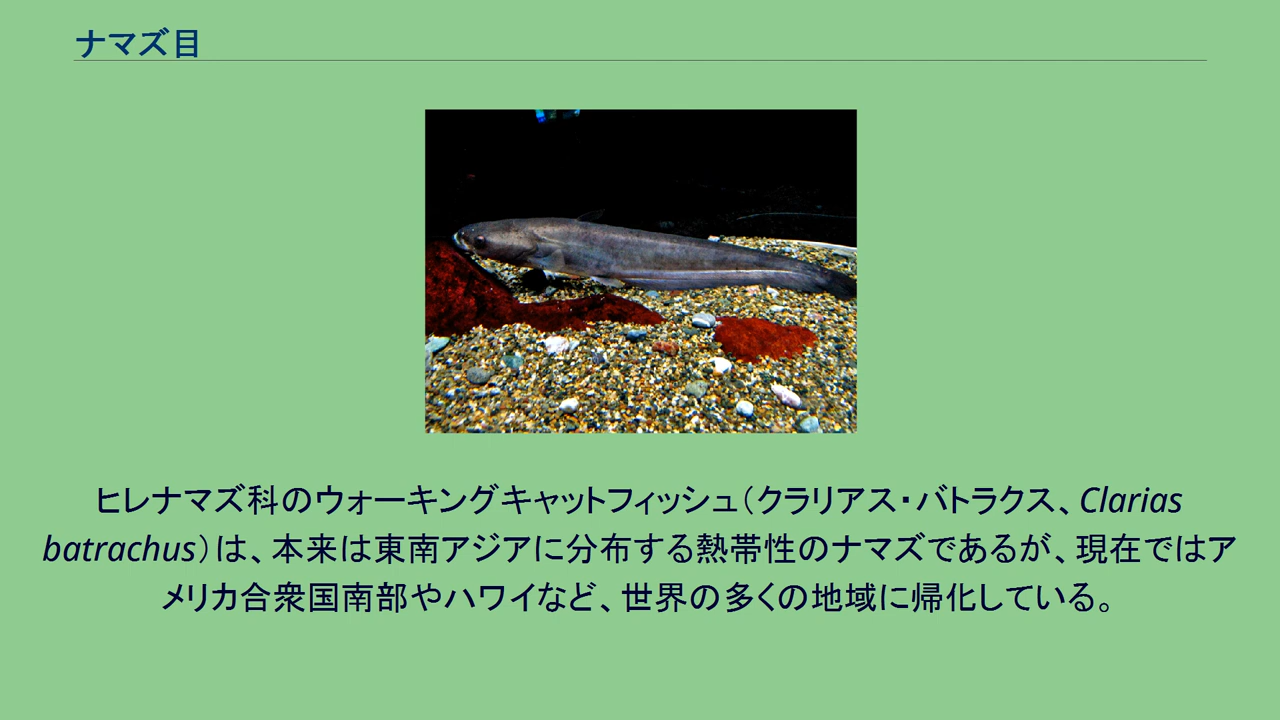 ナマズ目
ヒレナマズ科のウォーキングキャットフィッシュ（クラリアス・バトラクス、Clarias
batrachus）は、本来は東南アジアに分布する熱帯性のナマズであるが、現在ではア
メリカ合衆国南部やハワイなど、世界の多くの地域に帰化している。